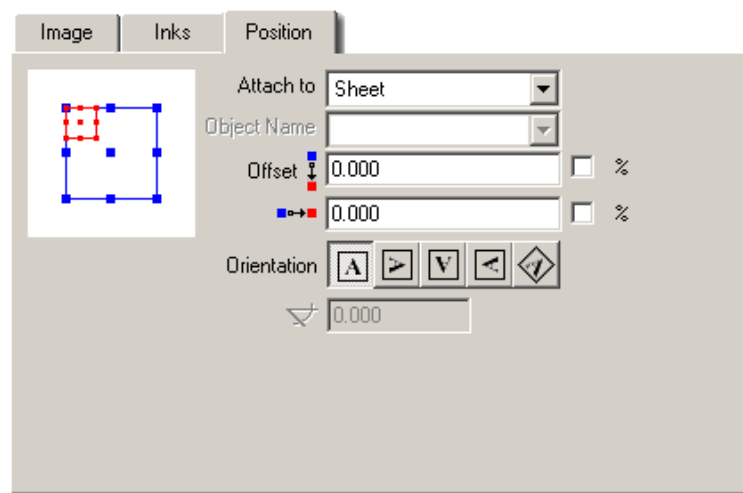 Image Inks Position
Attach to Sheet
Object Name
Offset 0.000 %
0.000 %
Orientation A A A A A
0.000